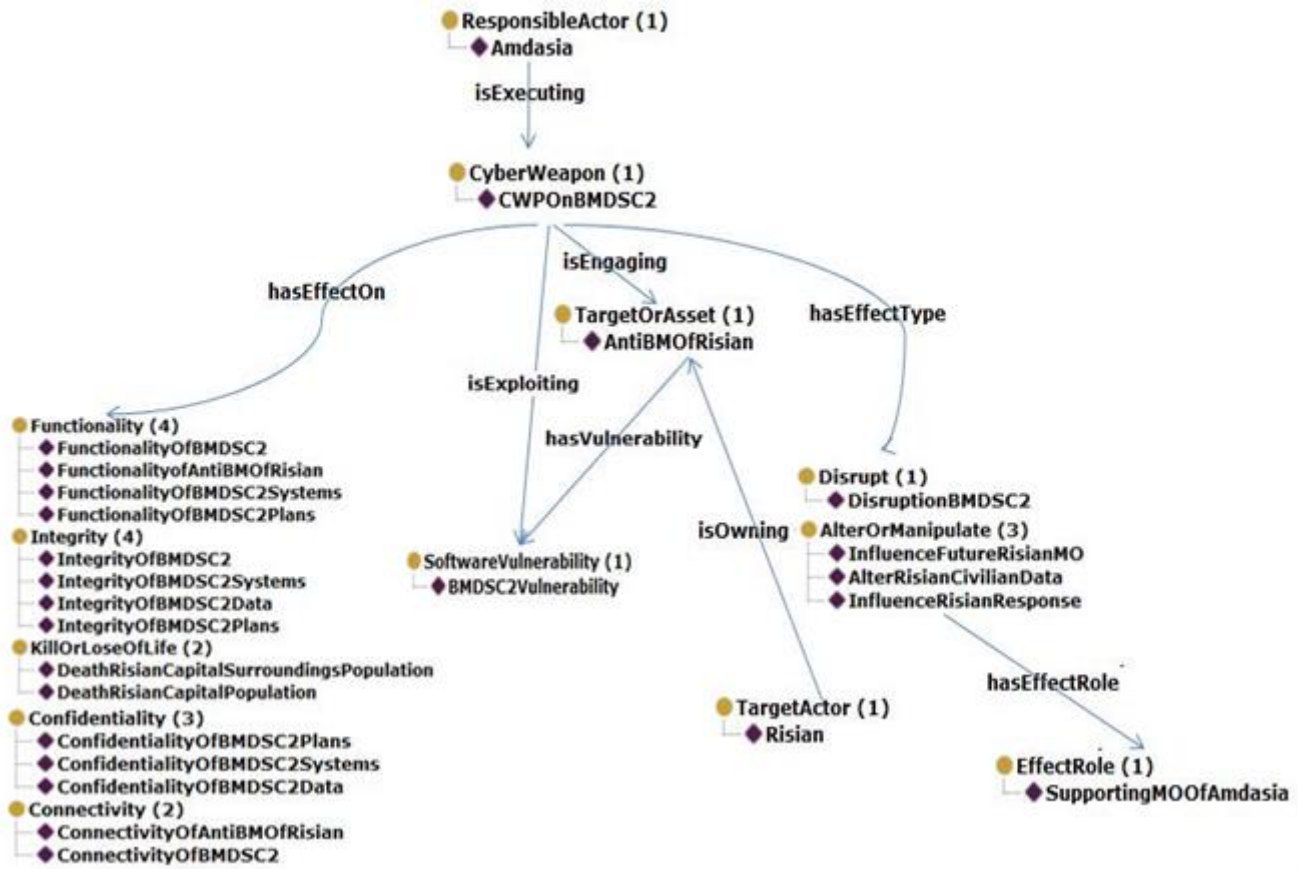 ResponsibleActor (1)
Amdasia
isExecuting
CyberWeapon (1)
CWPOnBMDSC2
isEngaging
hasEffectOn
TargetOrAsset (1)
hasEffectType
AntiBMOfRisian
isExploiting
Functionality (4)
hasVulnerability
FunctionalityOfBMDSC2
FunctionalityofAntiBMOfRisian
FunctionalityOfBMDSC2Systems
FunctionalityOfBMDSC2Plans
Integrity (4)
IntegrityOfBMDSC2
IntegrityOfBMDSC2Systems
IntegrityOfBMDSC2Data
IntegrityOfBMDSC2Plans
KillOrLoseOfLife (2)
DeathRisianCapitalSurroundingsPopulation
DeathRisianCapitalPopulation
Confidentiality (3)
ConfidentialityOfBMDSC2Plans
ConfidentialityOfBMDSC2Systems
ConfidentialityOfBMDSC2Data
Connectivity (2)
ConnectivityOfAntiBMOfRisian
ConnectivityOfBMDSC2
SoftwareVulnerability (1)
BMDSC2Vulnerability
isOwning
Disrupt (1)
DisruptionBMDSC2
AlterOrManipulate (3)
InfluenceFutureRisianMO
AlterRisianCivilianData
InfluenceRisianResponse
hasEffectRole
TargetActor (1)
Risian
EffectRole (1)
SupportingMOOfAmdasia